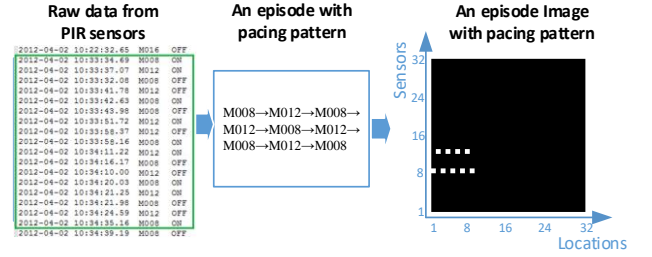 Raw data from
PIR sensors
An episode with
pacing pattern
An episode Image
with pacing pattern
2012-04-02 10:22:32.65 M016 OFF
2012-04-02 10:33:34.69 M008 ON
2012-04-02 10:33:37.07 M012 ON
2012-04-02 10:33:32.08 M008 OFF
2012-04-02 10:33:41.78 M012 OFF
2012-04-02 10:33:42.63 M008 ON
2012-04-02 10:33:43.98 M008 OFF
2012-04-02 10:33:51.72 M012 ON
2012-04-02 10:33:58.37 M012 OFF
2012-04-02 10:33:58.16 M008 ON
2012-04-02 10:34:11.22 M012 ON
2012-04-02 10:34:16.17 M008 OFF
2012-04-02 10:34:10.00 M012 OFF
2012-04-02 10:34:20.03 M008 ON
2012-04-02 10:34:21.25 M012 ON
2012-04-02 10:34:21.98 M008 OFF
2012-04-02 10:34:24.59 M012 OFF
2012-04-02 10:34:35.16 M008 ON
2012-04-02 10:34:39.19 M008 OFF
M008→M012→M008→
M012→M008→M012→
M008→M012→M008
Sensors
32
24
16
8
1
1 8 16 24 32
Locations